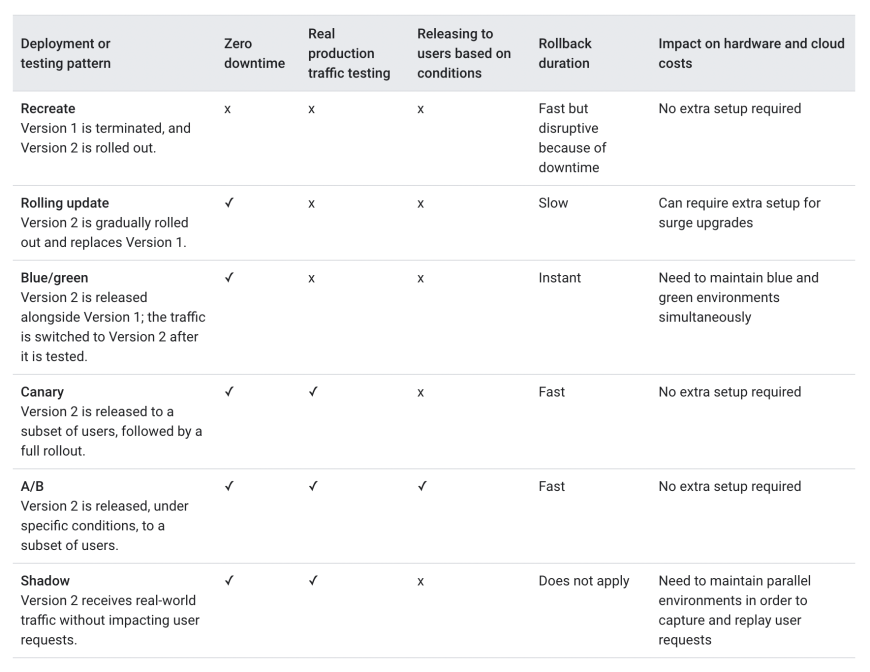 Deployment or
testing pattern
Zero
downtime
Real
production
traffic testing
Releasing to
users based on
conditions
Rollback
duration
Impact on hardware and cloud
costs
Recreate
Version 1 is terminated, and
Version 2 is rolled out.
x
x
x
Fast but
disruptive
because of
downtime
No extra setup required
Rolling update
Version 2 is gradually rolled
out and replaces Version 1.
✓
x
x
Slow
Can require extra setup for
surge upgrades
Blue/green
Version 2 is released
alongside Version 1; the traffic
is switched to Version 2 after
it is tested.
✓
x
x
Instant
Need to maintain blue and
green environments
simultaneously
Canary
Version 2 is released to a
subset of users, followed by a
full rollout.
✓
✓
x
Fast
No extra setup required
A/B
Version 2 is released, under
specific conditions, to a
subset of users.
✓
✓
✓
Fast
No extra setup required
Shadow
Version 2 receives real-world
traffic without impacting user
requests.
✓
✓
x
Does not apply
Need to maintain parallel
environments in order to
capture and replay user
requests